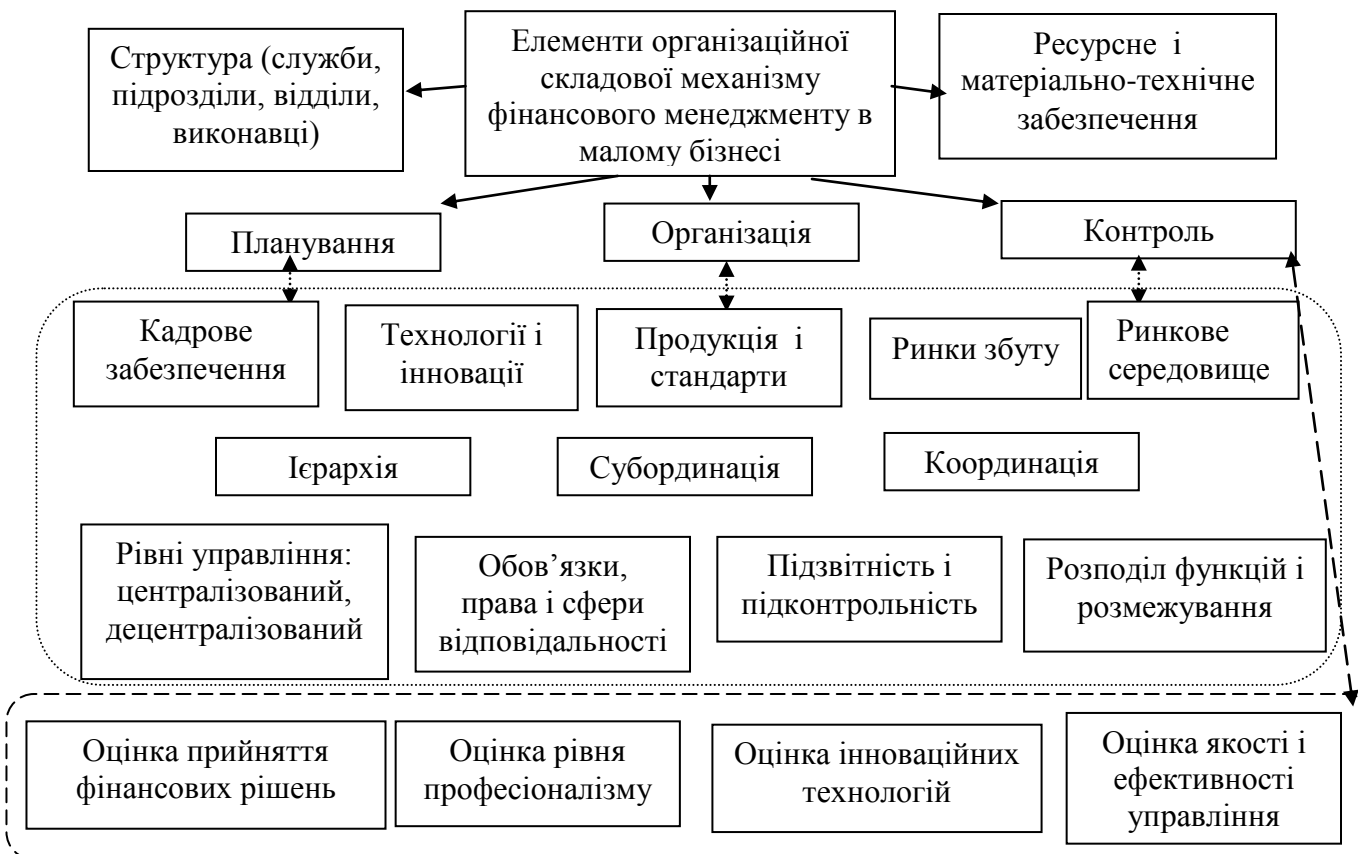 Структура (служби,
підрозділи, відділи,
виконавці)
Елементи організаційної
складової механізму
фінансового менеджменту в
малому бізнесі
Ресурсне і
матеріально-технічне
забезпечення
Планування
Організація
Контроль
Кадрове
забезпечення
Технології і
інновації
Продукція і
стандарти
Ринки збуту
Ринкове
середовище
Ієрархія
Субординація
Координація
Рівні управління:
централізований,
децентралізований
Обов’язки,
права і сфери
відповідальності
Підзвітність і
підконтрольність
Розподіл функцій і
розмежування
Оцінка прийняття
фінансових рішень
Оцінка рівня
професіоналізму
Оцінка інноваційних
технологій
Оцінка якості і
ефективності
управління